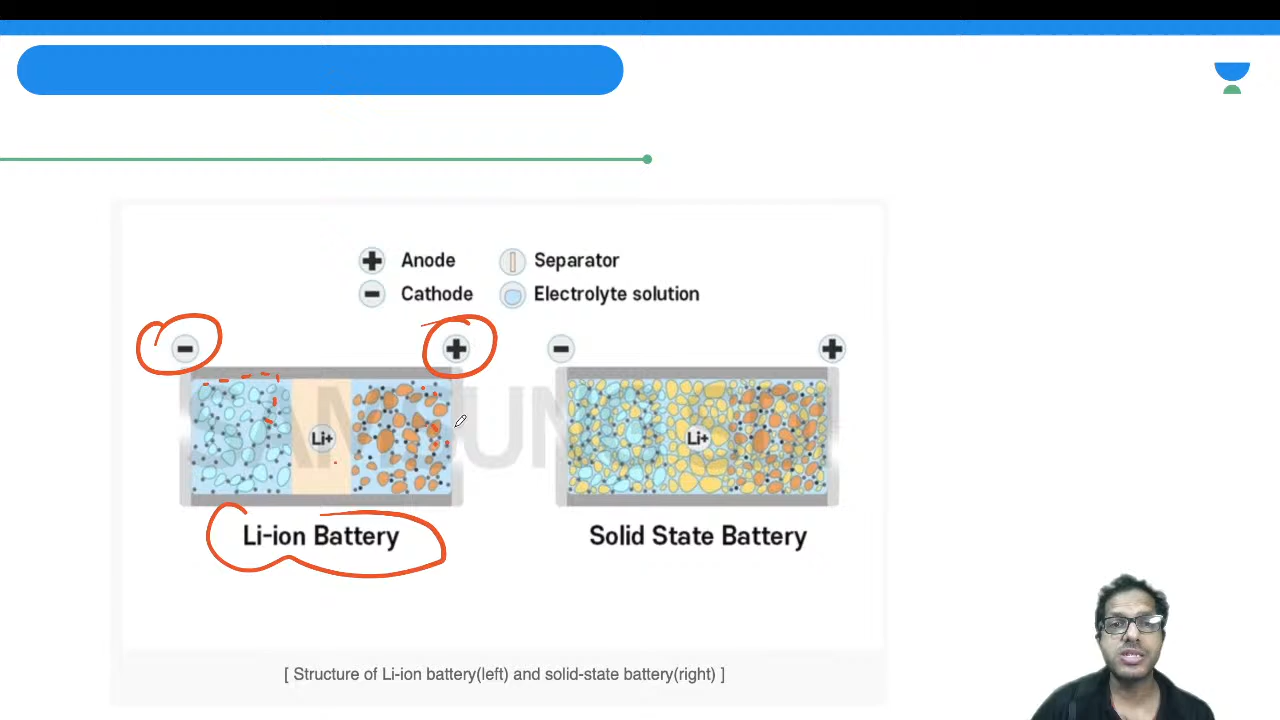 Anode
Separator
Cathode
Electrolyte solution
Li+
Li+
Li-ion Battery
Solid State Battery
[ Structure of Li-ion battery(left) and solid-state battery(right) ]